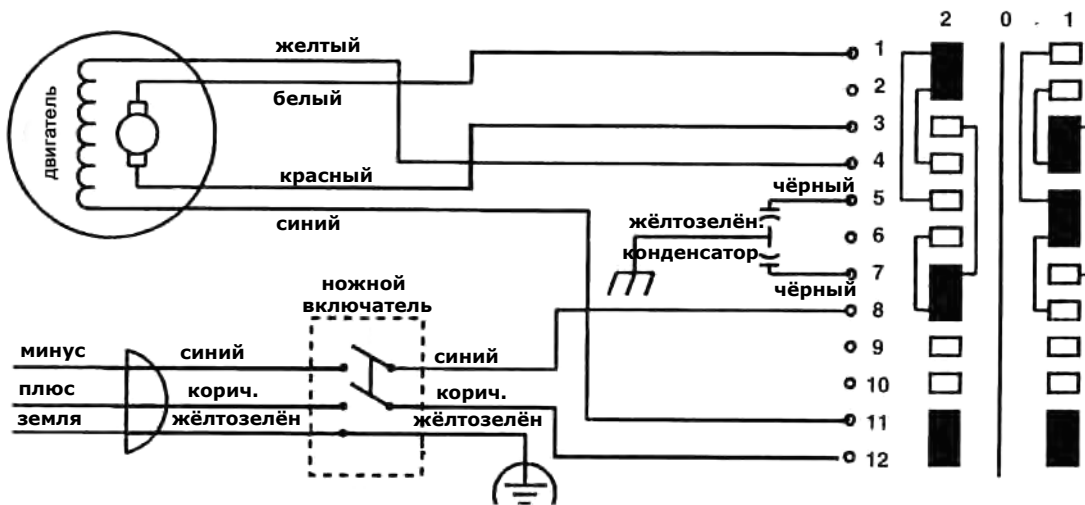 2 0 1
желтый
1
белый
2
двигатель
3
4
красный
чёрный
5
синий
жёлтозелён.
6
конденсатор
7
чёрный
ножной
включатель
8
минус
синий
синий
9
плюс
корич.
корич.
10
земля
жёлтозелён
жёлтозелён
11
12